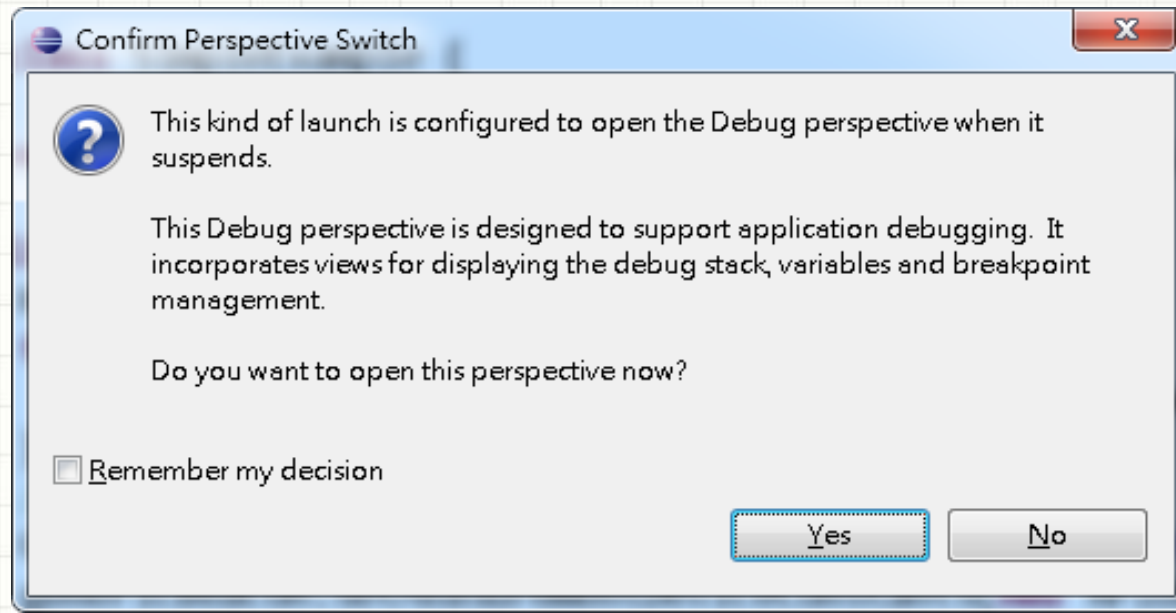 Confirm Perspective Switch
This kind of launch is configured to open the Debug perspective when it
suspends.
This Debug perspective is designed to support application debugging.  It
incorporates views for displaying the debug stack, variables and breakpoint
management.
Do you want to open this perspective now?
Remember my decision
Yes No